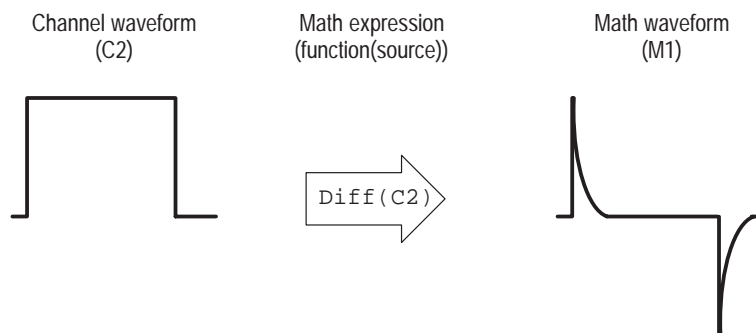 Channel waveform
(C2)
Math expression
(function(source))
Math waveform
(M1)
Diff(C2)